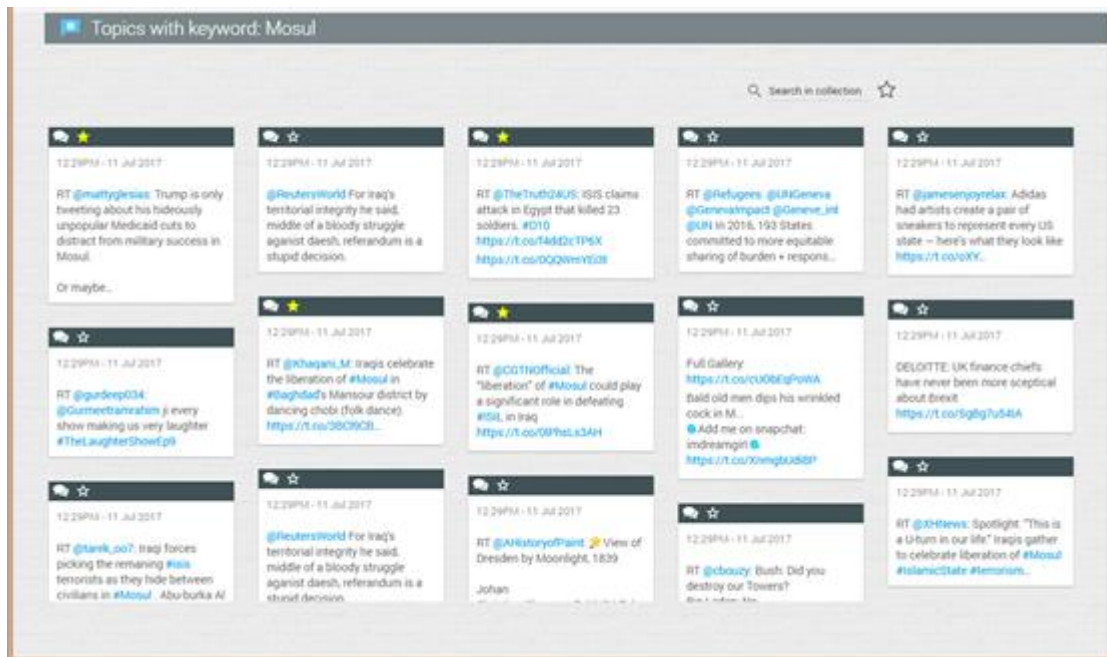 Topics with keyword: Mosul
Search in collection
12:29PM - 11 Jul 2017
RT @mattyglesias: Trump is only
tweeting about his hideously
unpopular Medicaid cuts to
distract from military success in
Mosul.
Or maybe...
12:29PM - 11 Jul 2017
RT @gurdeep034:
@Gurmeetramrahim ji every
show making us very laughter
#TheLaughterShowEp9
12:29PM - 11 Jul 2017
RT @tarek_oo7: Iraqi forces
picking the remaning #isis
terrorists as they hide between
civilians in #Mosul . Abu-burka Al
12:29PM - 11 Jul 2017
@ReutersWorld For Iraq's
territorial integrity he said,
middle of a bloody struggle
aganist daesh, referandum is a
stupid decision.
12:29PM - 11 Jul 2017
RT @Khaqani_M: Iraqis celebrate
the liberation of #Mosul in
#Baghdad's Mansour district by
dancing chobi (folk dance).
12:29PM - 11 Jul 2017
@ReutersWorld For Iraq's
territorial integrity he said,
middle of a bloody struggle
aganist daesh, referandum is a
stupid decision.
12:29PM - 11 Jul 2017
RT @TheTruth24US: ISIS claims
attack in Egypt that killed 23
soldiers. #D10
https://t.co/f4dd2cTP6X
12:29PM - 11 Jul 2017
RT @CGTNOfficial: The
"liberation" of #Mosul could play
a significant role in defeating
#ISIL in Iraq
12:29PM - 11 Jul 2017
RT @AHistoryofPaint: View of
Dresden by Moonlight, 1839
Johan
12:29PM - 11 Jul 2017
RT @Refugees: @UNGeneva
@GenevaImpact @Geneve_int
@UN In 2016, 193 States
committed to more equitable
sharing of burden + respons...
12:29PM - 11 Jul 2017
Full Gallery:
Bald old men dips his wrinkled
cock in M...
Add me on snapchat:
imdreamgirl
12:29PM - 11 Jul 2017
RT @cbouzy: Bush: Did you
destroy our Towers?
Bin Laden: No
12:29PM - 11 Jul 2017
RT @jamesenjoyrelax: Adidas
had artists create a pair of
sneakers to represent every US
state — here's what they look like
https://t.co/oXY...
12:29PM - 11 Jul 2017
DELOITTE: UK finance chiefs
have never been more sceptical
about Brexit
12:29PM - 11 Jul 2017
RT @XHNews: Spotlight: "This is
a U-turn in our life." Iraqis gather
to celebrate liberation of #Mosul
#IslamicState #terrorism...